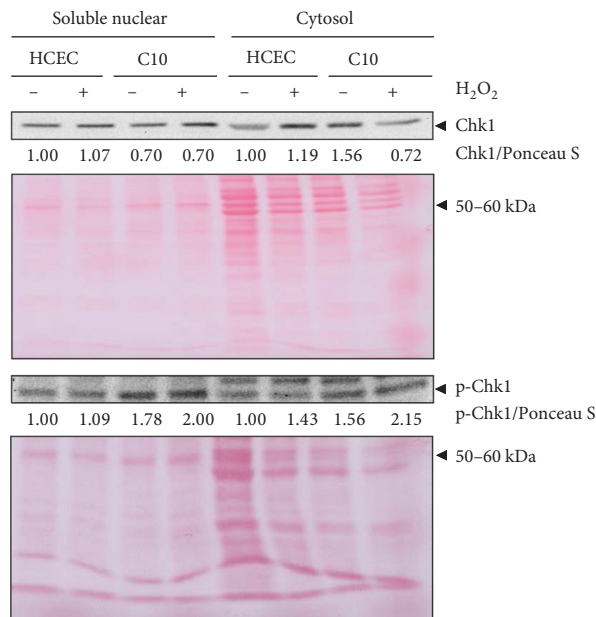 Soluble nuclear Cytosol
HCEC C10 HCEC C10
– + – + – + – + H₂O₂
Chk1
1.00 1.07 0.70 0.70 1.00 1.19 1.56 0.72 Chk1/Ponceau S
50–60 kDa
p-Chk1
1.00 1.09 1.78 2.00 1.00 1.43 1.56 2.15 p-Chk1/Ponceau S
50–60 kDa